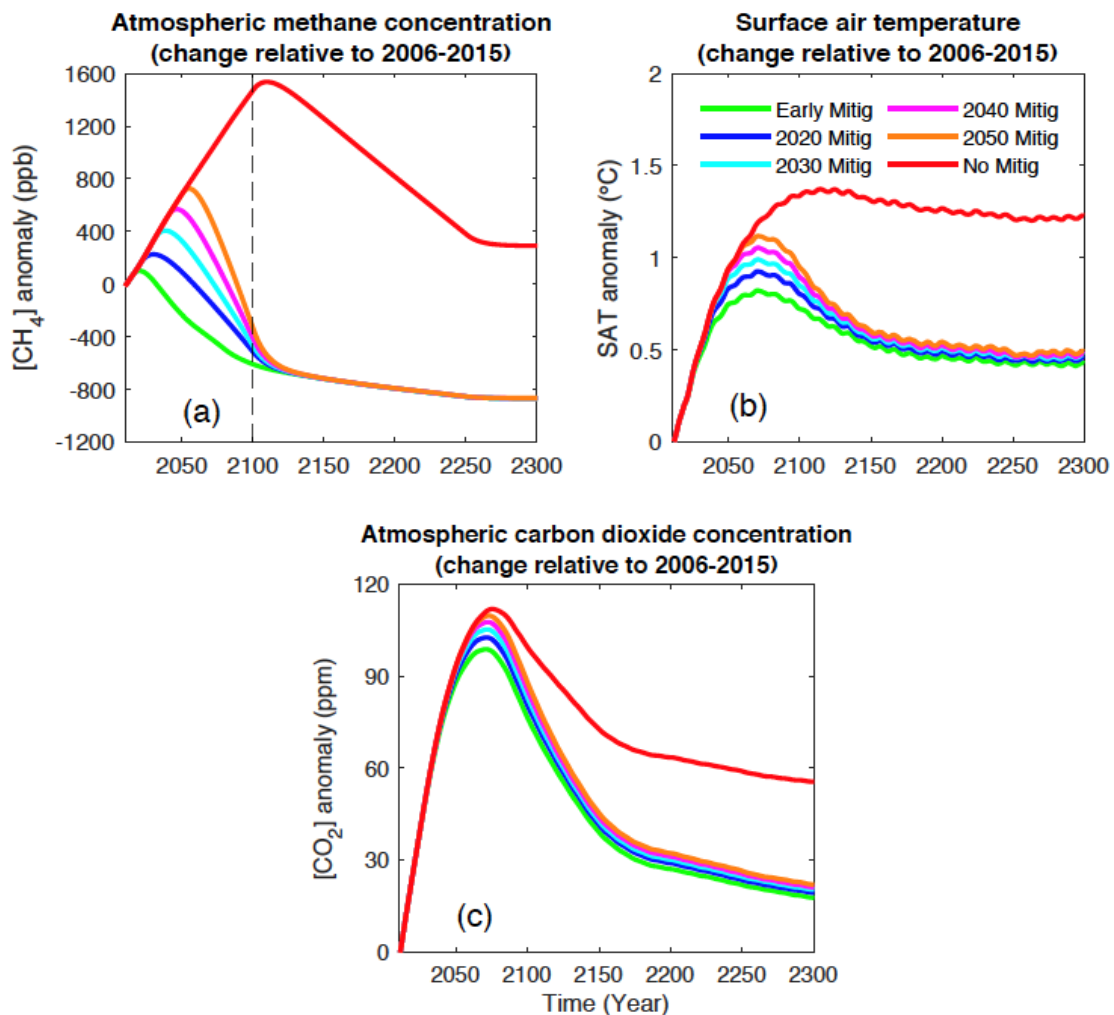 Atmospheric methane concentration
(change relative to 2006-2015)
[CH4] anomaly (ppb)
1600
1200
800
400
0
-400
-800
-1200
(a)
2050 2100 2150 2200 2250 2300
Surface air temperature
(change relative to 2006-2015)
SAT anomaly (°C)
2
1.5
1
0.5
0
Early Mitig
2020 Mitig
2030 Mitig
2040 Mitig
2050 Mitig
No Mitig
(b)
2050 2100 2150 2200 2250 2300
Atmospheric carbon dioxide concentration
(change relative to 2006-2015)
[CO2] anomaly (ppm)
120
90
60
30
0
(c)
2050 2100 2150 2200 2250 2300
Time (Year)